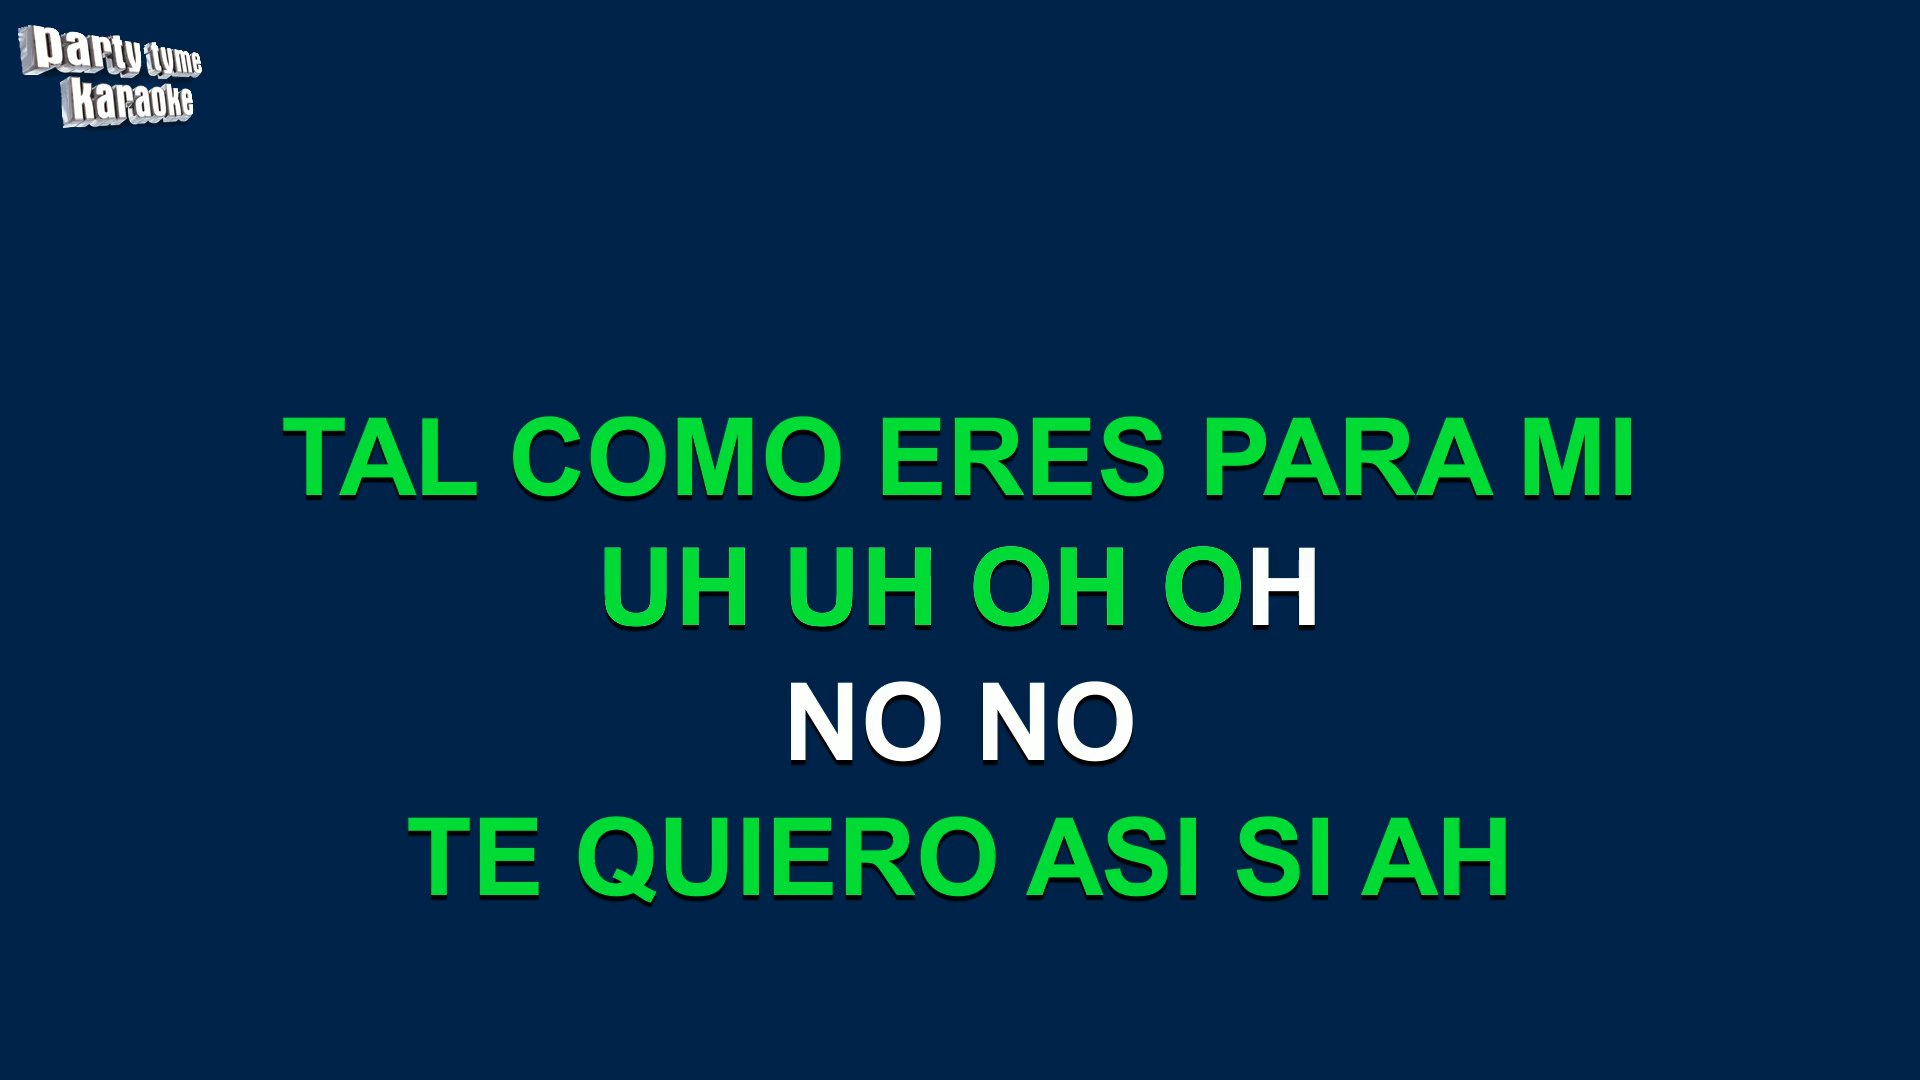 party tyme
karaoke
TAL COMO ERES PARA MI
UH UH OH OH
NO NO
TE QUIERO ASI SI AH